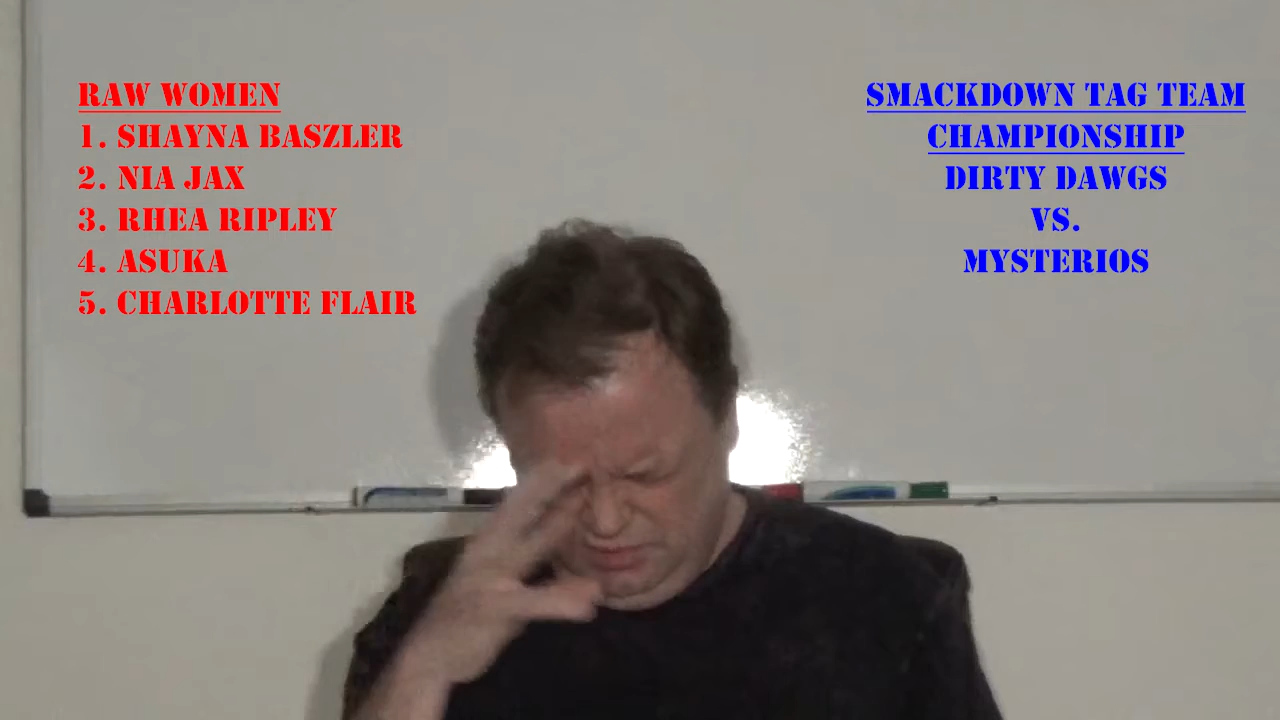 RAW WOMEN
1. SHAYNA BASZLER
2. NIA JAX
3. RHEA RIPLEY
4. ASUKA
5. CHARLOTTE FLAIR
SMACKDOWN TAG TEAM
CHAMPIONSHIP
DIRTY DAWGS
VS.
MYSTERIOS